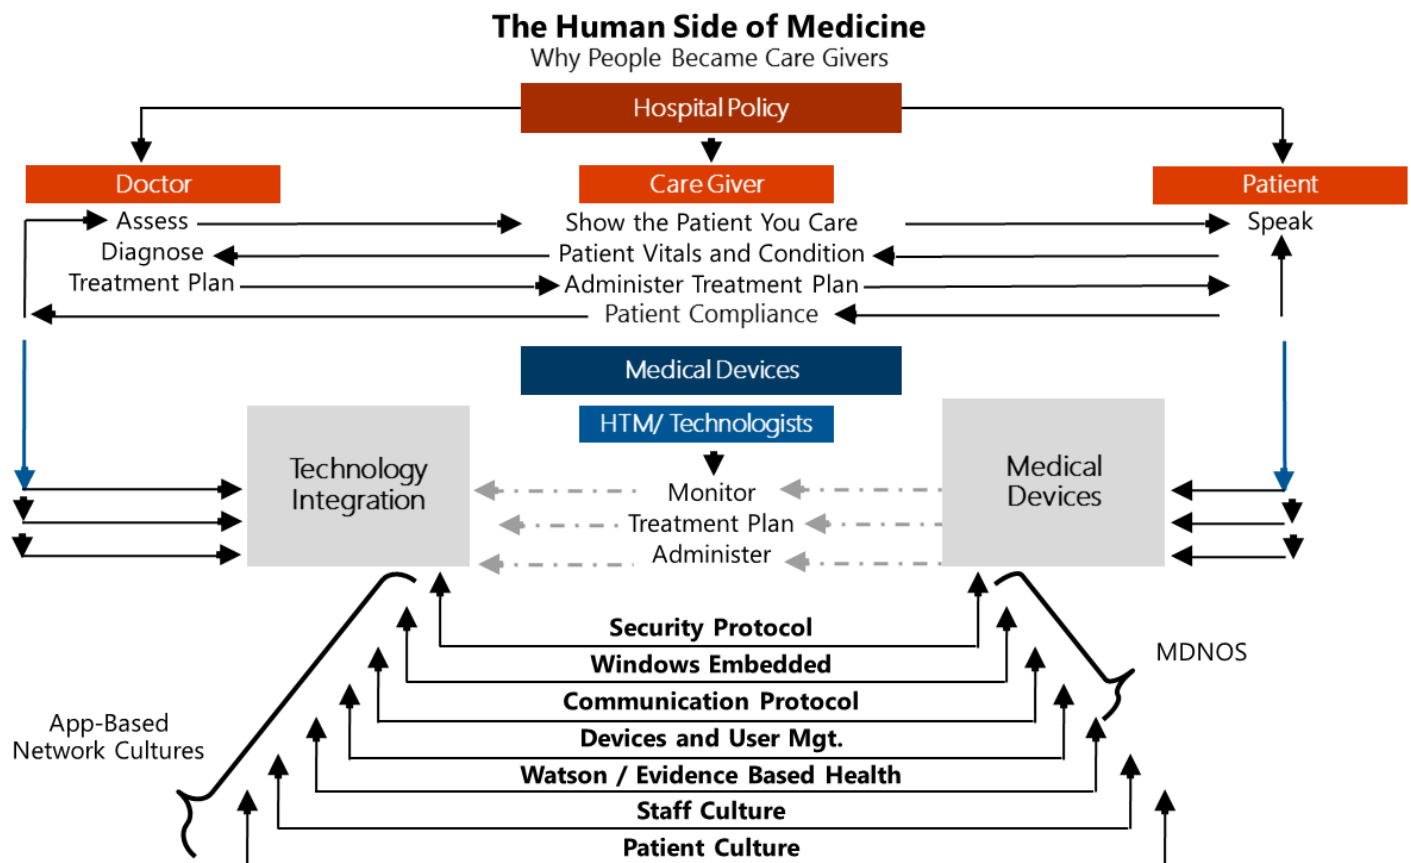 The Human Side of Medicine
Why People Became Care Givers
Hospital Policy
Doctor
Care Giver
Patient
Assess
Show the Patient You Care
Speak
Diagnose
Patient Vitals and Condition
Treatment Plan
Administer Treatment Plan
Patient Compliance
Medical Devices
HTM/ Technologists
Technology
Integration
Monitor
Treatment Plan
Administer
Medical
Devices
Security Protocol
Windows Embedded
MDNOS
Communication Protocol
App-Based
Network Cultures
Devices and User Mgt.
Watson / Evidence Based Health
Staff Culture
Patient Culture